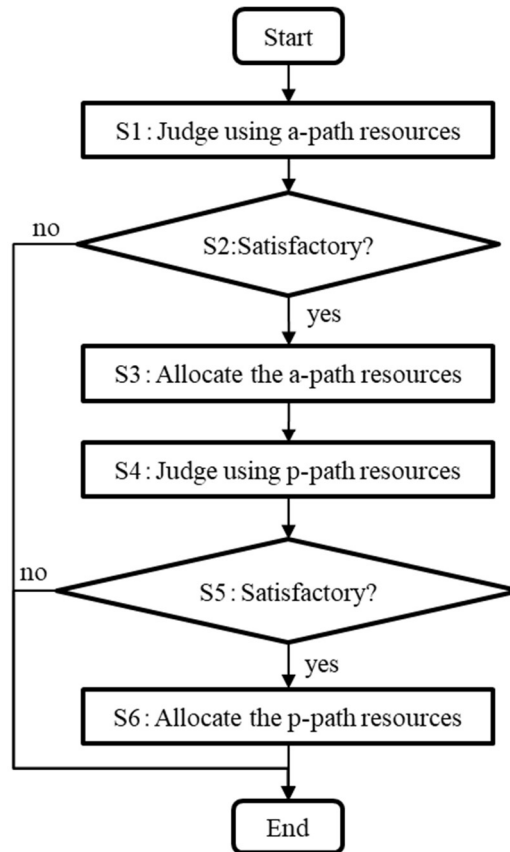 Start
S1: Judge using a-path resources
no
S2:Satisfactory?
yes
S3: Allocate the a-path resources
S4: Judge using p-path resources
no
S5: Satisfactory?
yes
S6: Allocate the p-path resources
End